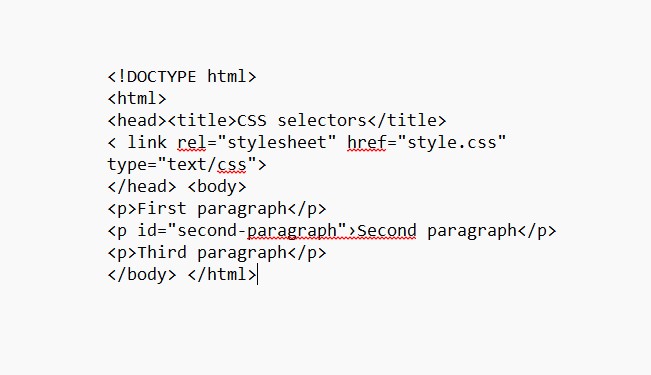 <!DOCTYPE html>
<html>
<head><title>CSS selectors</title>
< link rel="stylesheet" href="style.css"
type="text/css">
</head> <body>
<p>First paragraph</p>
<p id="second-paragraph"›Second paragraph</p>
<p>Third paragraph</p>
</body> </html>